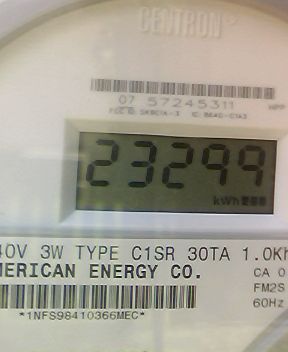 CENTRON
07 57245311
23299
kWh
40V 3W TYPE C1SR 30TA 1.0Kh
MERICAN ENERGY CO.
CA 0
FM2S
60Hz
*1NFS98410366MEC*